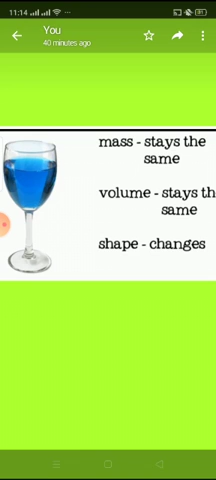 11:14
You
40 minutes ago
mass - stays the
same
volume - stays th
same
shape - changes